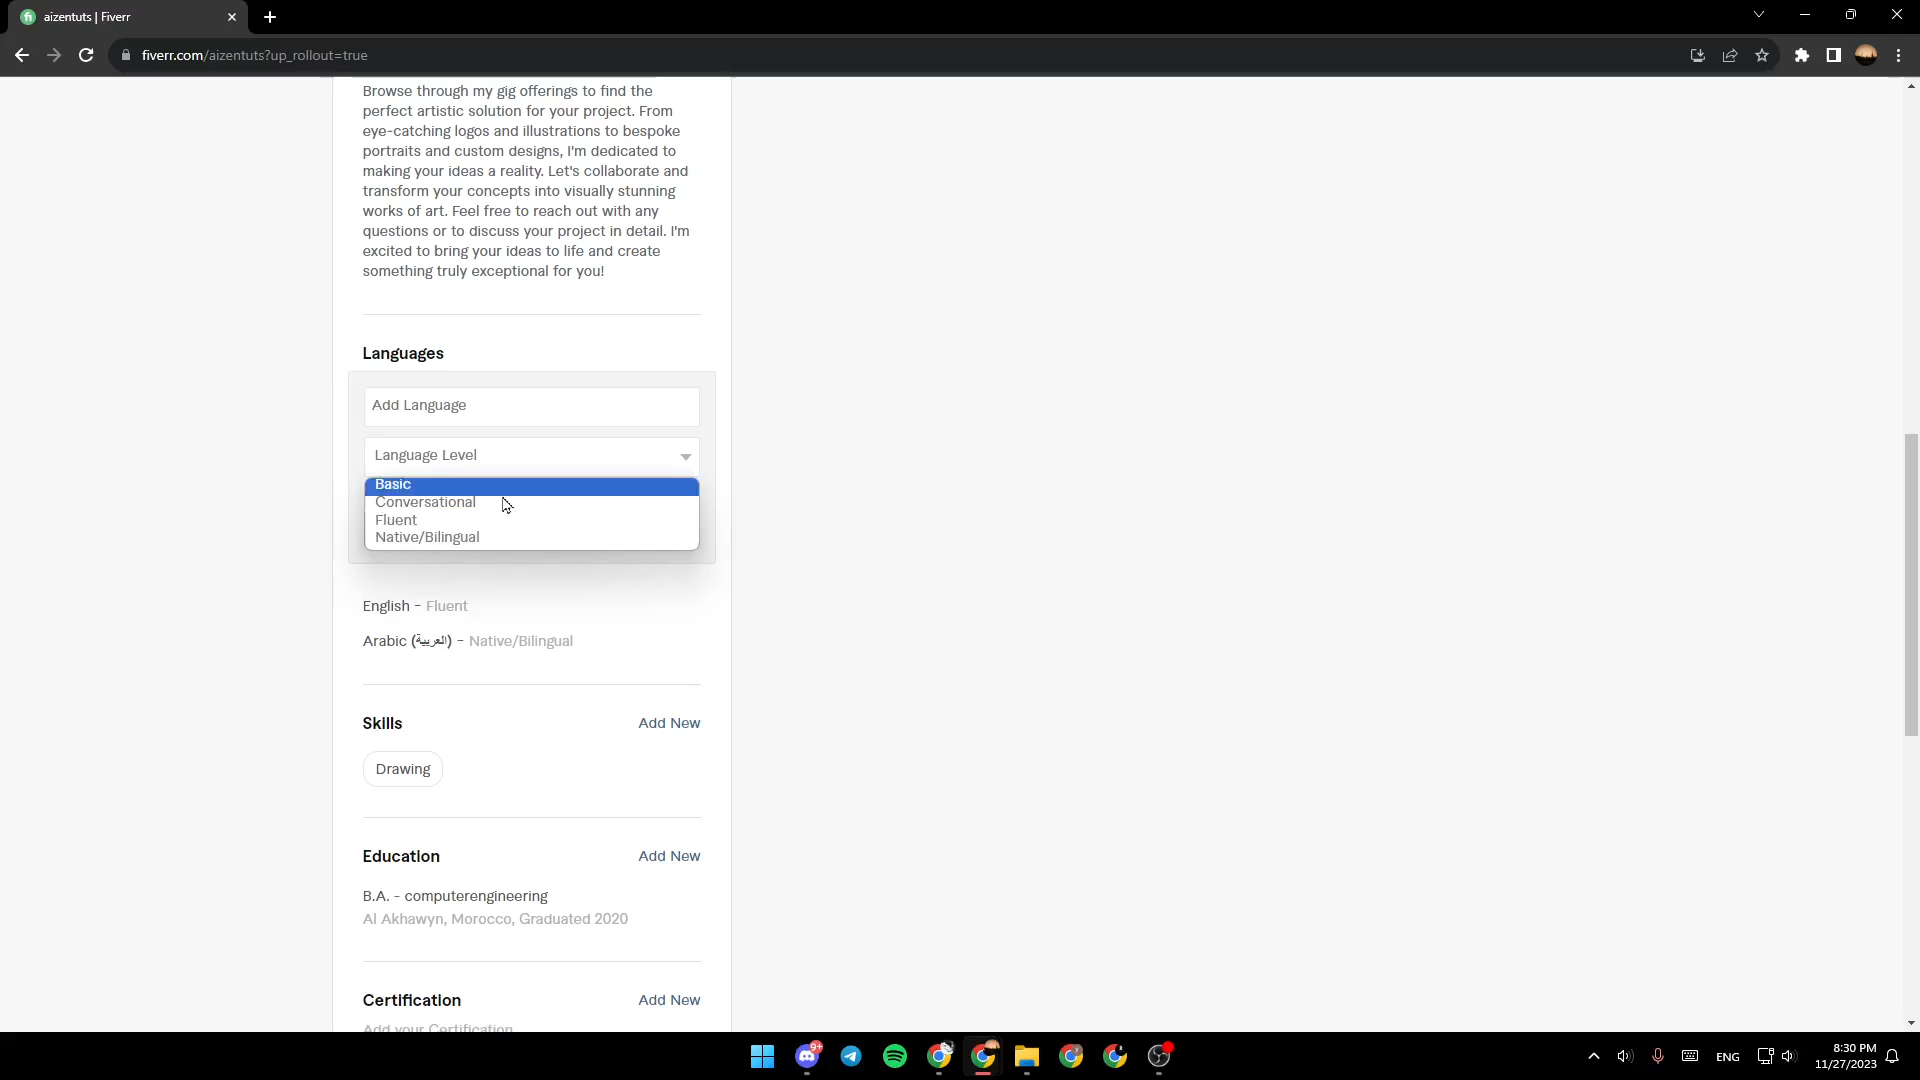 aizentuts | Fiverr
fiverr.com/aizentuts?up_rollout=true
Browse through my gig offerings to find the
perfect artistic solution for your project. From
eye-catching logos and illustrations to bespoke
portraits and custom designs, I'm dedicated to
making your ideas a reality. Let's collaborate and
transform your concepts into visually stunning
works of art. Feel free to reach out with any
questions or to discuss your project in detail. I'm
excited to bring your ideas to life and create
something truly exceptional for you!
Languages
Add Language
Language Level
Basic
Conversational
Fluent
Native/Bilingual
English - Fluent
Arabic (العربية) - Native/Bilingual
Skills Add New
Drawing
Education Add New
B.A. - computerengineering
Al Akhawyn, Morocco, Graduated 2020
Certification Add New
Add your Certification
9+
ENG
8:30 PM
11/27/2023